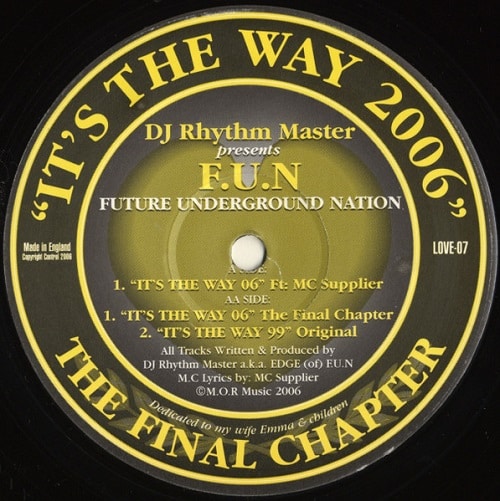 "IT'S THE WAY 2006"
DJ Rhythm Master
presents
F.U.N
FUTURE UNDERGROUND NATION
Made in England
Copyright Control 2006
LOVE-07
A SIDE:
1. "IT'S THE WAY 06" Ft: MC Supplier
AA SIDE:
1. "IT'S THE WAY 06" The Final Chapter
2. "IT'S THE WAY 99" Original
All Tracks Written & Produced by
DJ Rhythm Master a.k.a. EDGE (of) F.U.N
M.C Lyrics by: MC Supplier
©M.O.R Music 2006
Dedicated to my wife Emma & children
THE FINAL CHAPTER